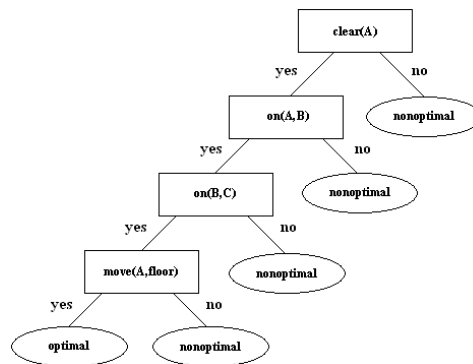 clear(A)
yes
no
on(A,B)
nonoptimal
yes
no
on(B,C)
nonoptimal
yes
no
move(A,floor)
nonoptimal
yes
no
optimal
nonoptimal